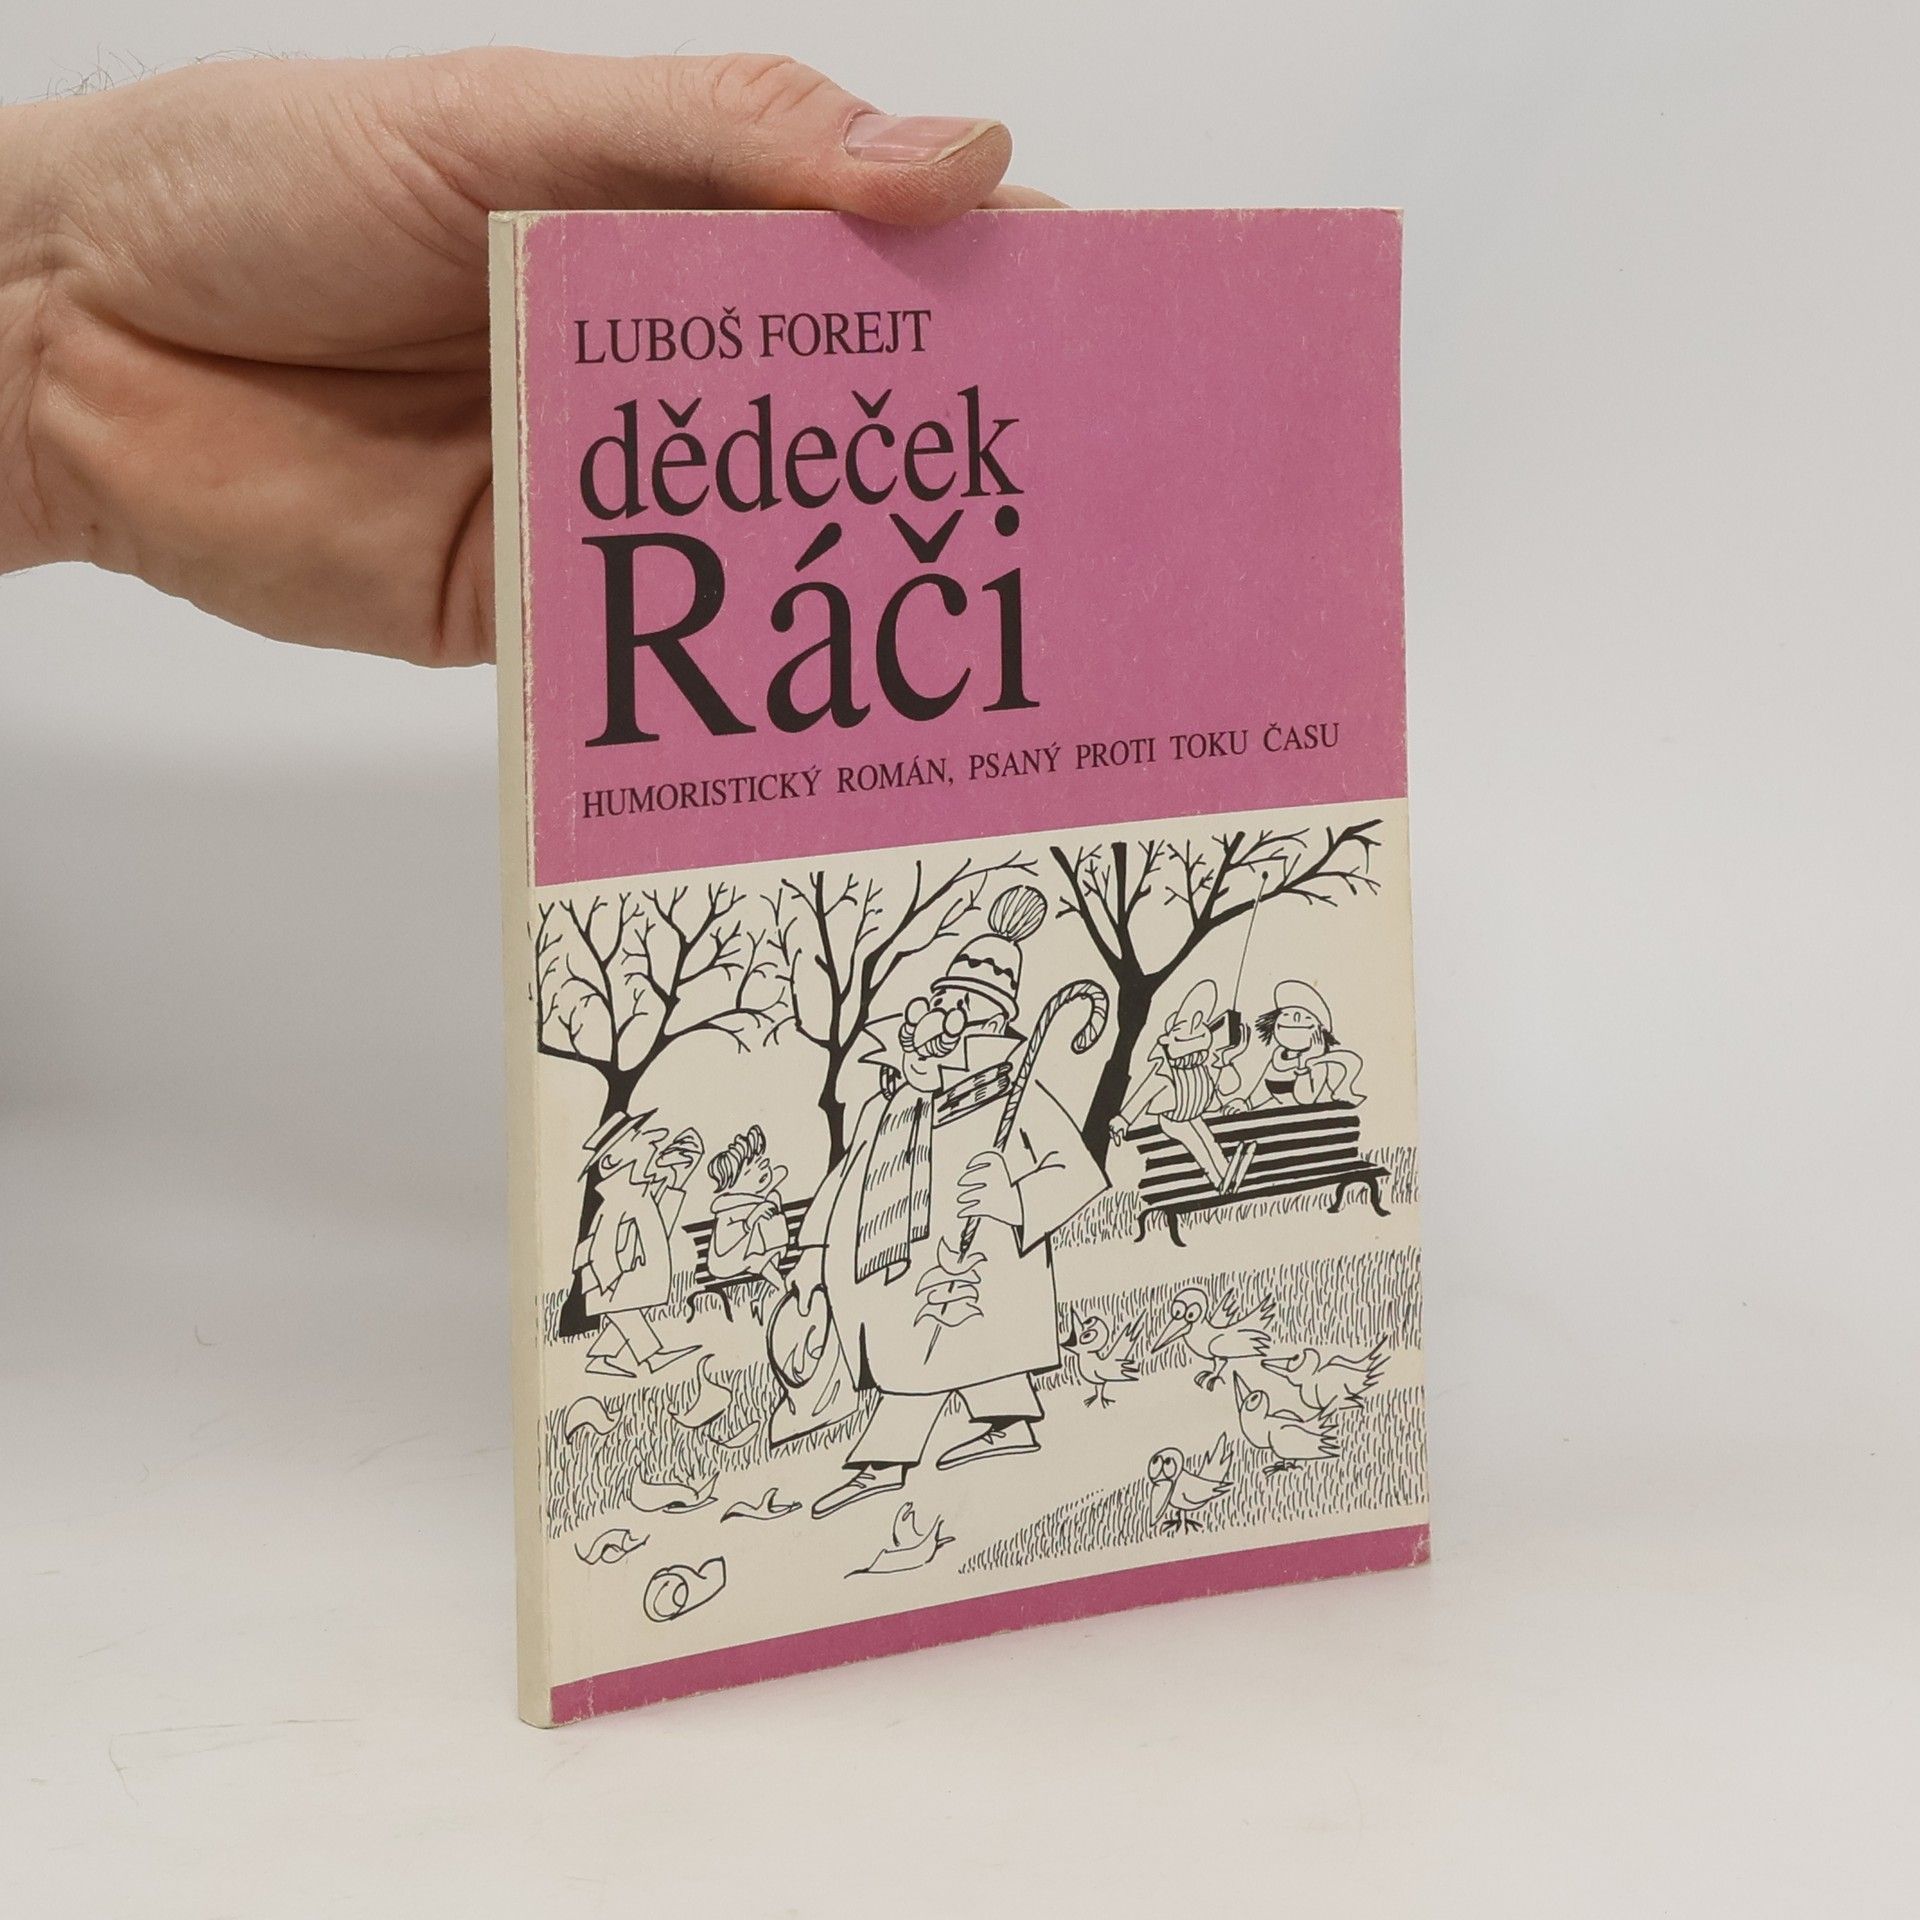 LUBOŠ FOREJT
dědeček
Ráči
HUMORISTICKÝ ROMÁN, PSANÝ PROTI TOKU ČASU